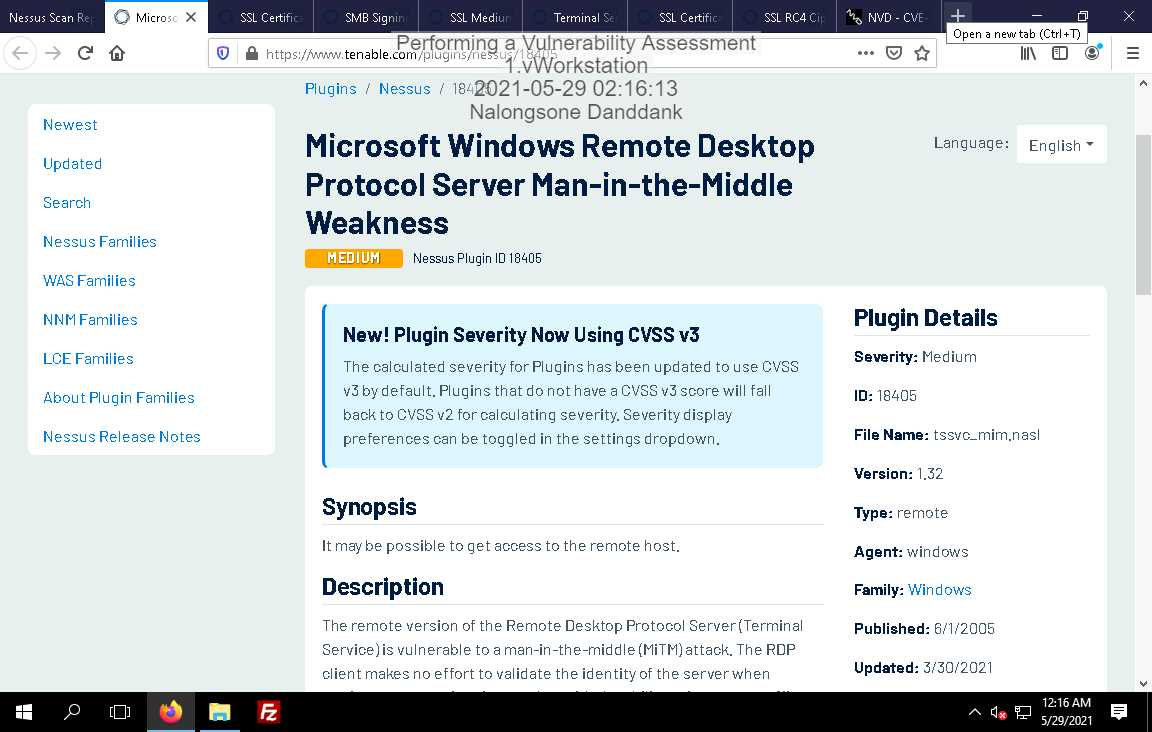 Nessus Scan Rep
Microsc
SSL Certifica
SMB Signin
SSL Medium
Terminal Se
SSL Certifica
SSL RC4 Cip
NVD - CVE-
Open a new tab (Ctrl+T)
https://www.tenable.com/plugins/nessus/18405
Performing a Vulnerability Assessment
1.vWorkstation
2021-05-29 02:16:13
Nalongsone Danddank
Plugins / Nessus / 18405
Newest
Updated
Search
Nessus Families
WAS Families
NNM Families
LCE Families
About Plugin Families
Nessus Release Notes
Microsoft Windows Remote Desktop
Protocol Server Man-in-the-Middle
Weakness
Language: English
MEDIUM Nessus Plugin ID 18405
New! Plugin Severity Now Using CVSS v3
The calculated severity for Plugins has been updated to use CVSS
v3 by default. Plugins that do not have a CVSS v3 score will fall
back to CVSS v2 for calculating severity. Severity display
preferences can be toggled in the settings dropdown.
Synopsis
It may be possible to get access to the remote host.
Description
The remote version of the Remote Desktop Protocol Server (Terminal
Service) is vulnerable to a man-in-the-middle (MiTM) attack. The RDP
client makes no effort to validate the identity of the server when
Plugin Details
Severity: Medium
ID: 18405
File Name: tssvc_mim.nasl
Version: 1.32
Type: remote
Agent: windows
Family: Windows
Published: 6/1/2005
Updated: 3/30/2021
12:16 AM
5/29/2021